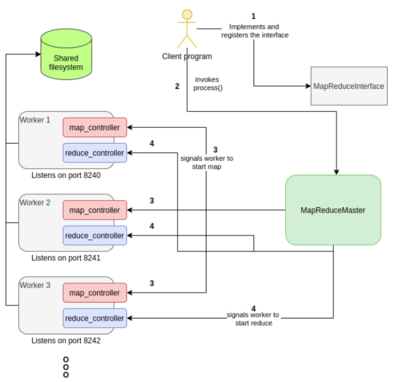 1
Implements and
registers the interface
Client program
Shared
filesystem
2
invokes
process()
MapReduceInterface
Worker 1
map_controller
reduce_controller
Listens on port 8240
4
3
signals worker to
start map
Worker 2
map_controller
reduce_controller
Listens on port 8241
3
4
MapReduceMaster
Worker 3
map_controller
reduce_controller
Listens on port 8242
3
4
signals worker to
start reduce
O
O
O